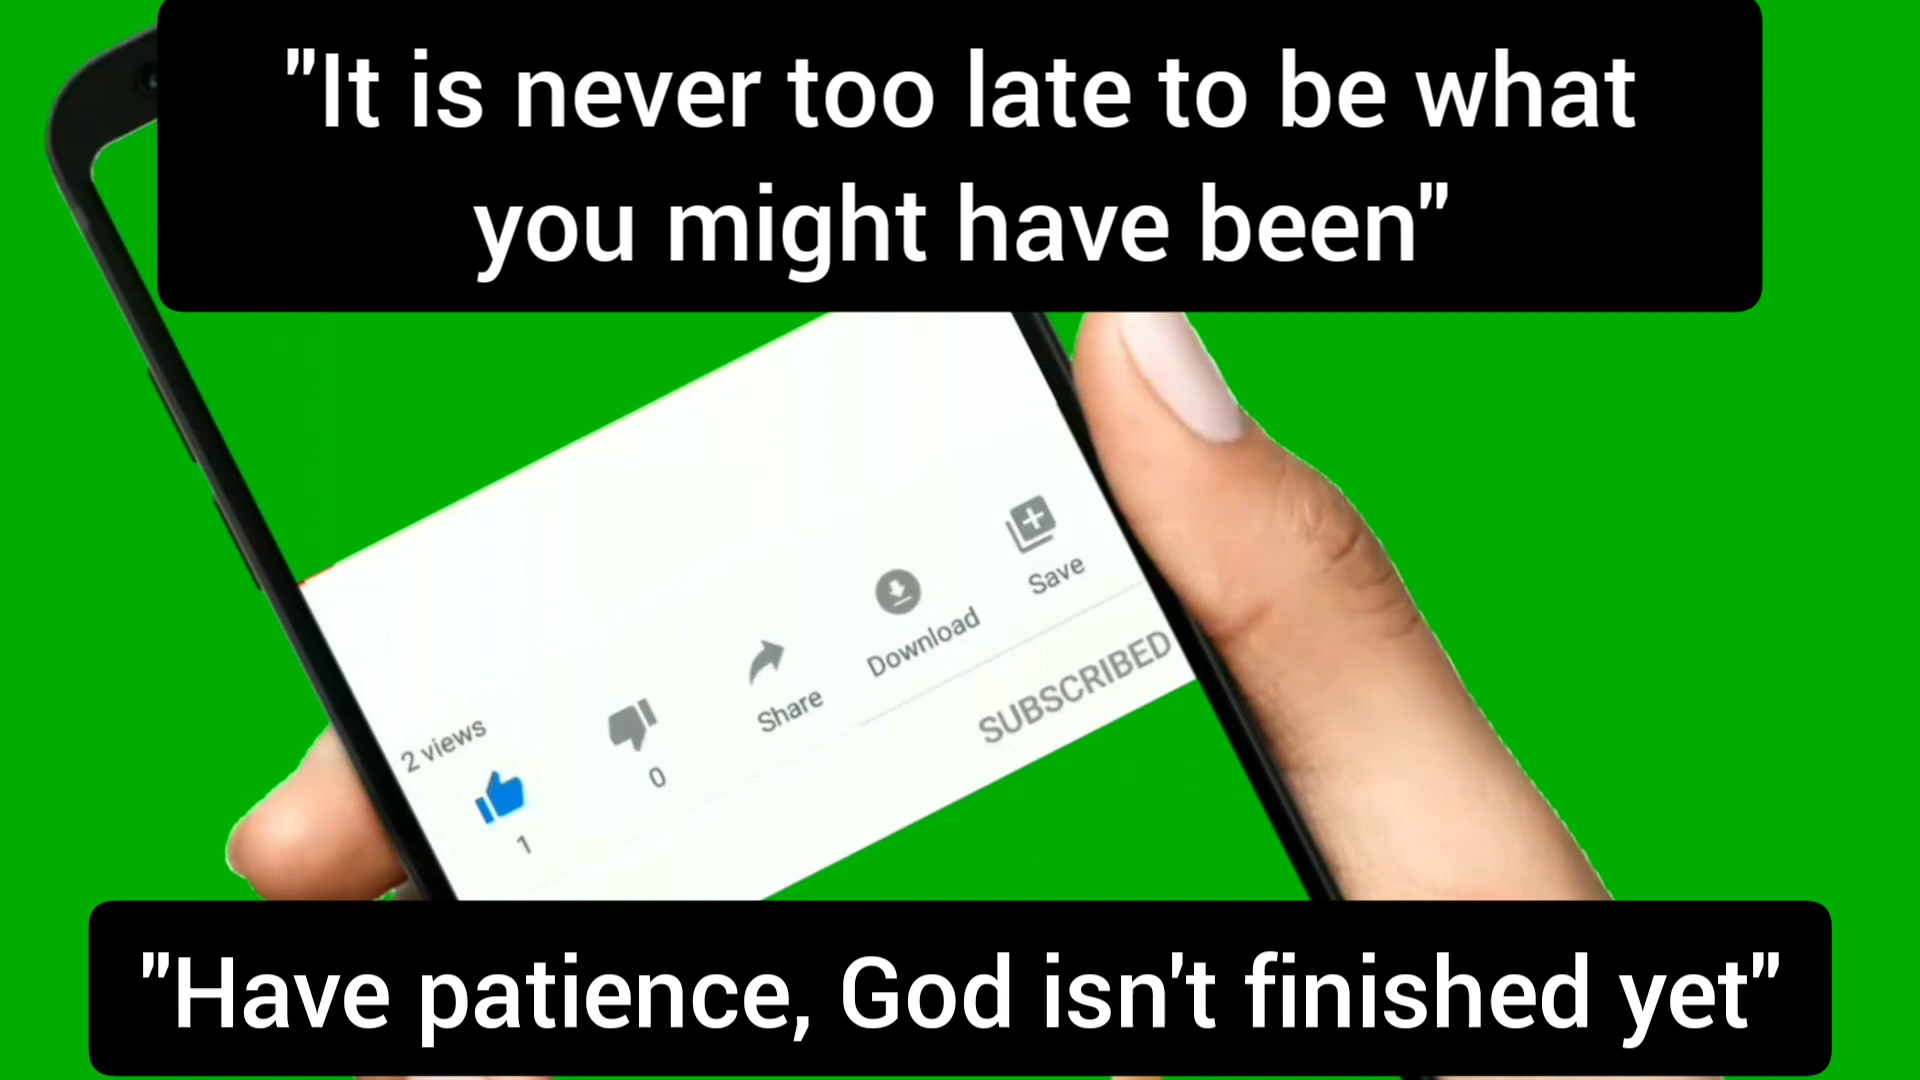 "It is never too late to be what
you might have been"
2 views
1
0
Share
Download
Save
SUBSCRIBED
"Have patience, God isn't finished yet"